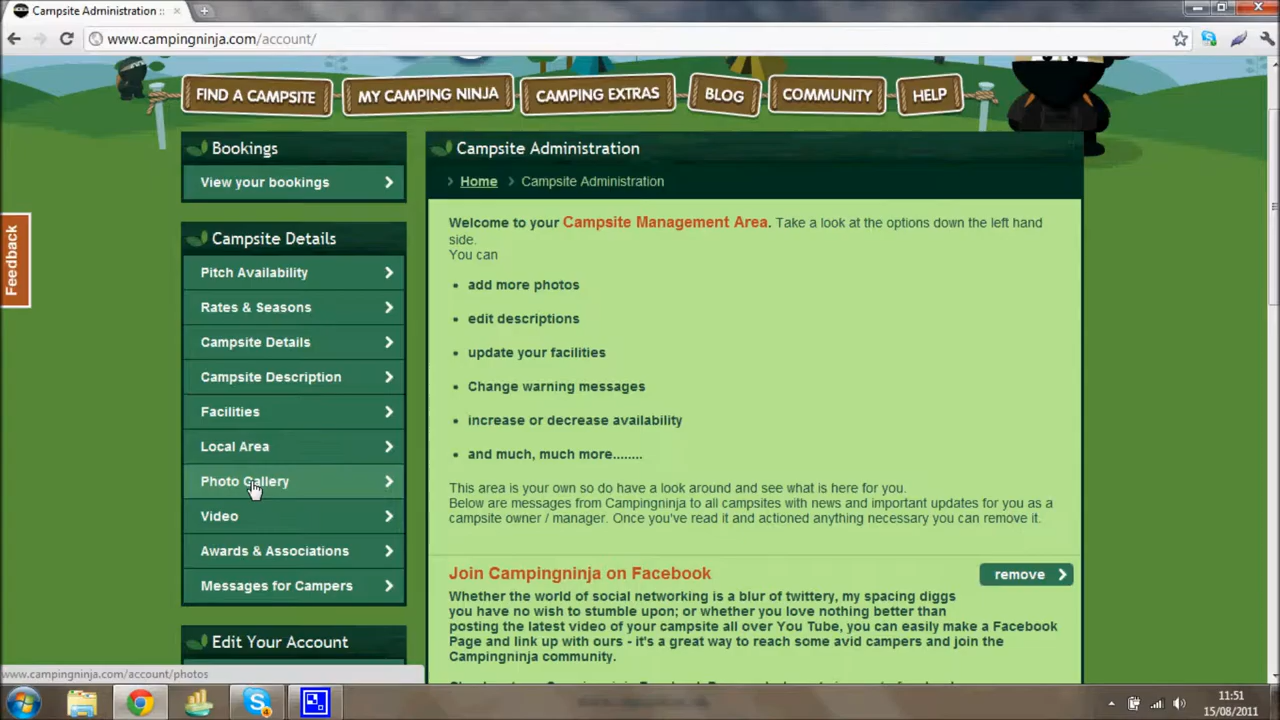 Campsite Administration ::
www.campingninja.com/account/
FIND A CAMPSITE
MY CAMPING NINJA
CAMPING EXTRAS
BLOG
COMMUNITY
HELP
Feedback
Bookings
View your bookings
Campsite Details
Pitch Availability
Rates & Seasons
Campsite Details
Campsite Description
Facilities
Local Area
Photo Gallery
Video
Awards & Associations
Messages for Campers
Edit Your Account
Campsite Administration
Home Campsite Administration
Welcome to your Campsite Management Area. Take a look at the options down the left hand
side.
You can
add more photos
edit descriptions
update your facilities
Change warning messages
increase or decrease availability
and much, much more........
This area is your own so do have a look around and see what is here for you.
Below are messages from Campingninja to all campsites with news and important updates for you as a
campsite owner / manager. Once you've read it and actioned anything necessary you can remove it.
Join Campingninja on Facebook
remove
Whether the world of social networking is a blur of twittery, my spacing diggs
you have no wish to stumble upon; or whether you love nothing better than
posting the latest video of your campsite all over You Tube, you can easily make a Facebook
Page and link up with ours - it's a great way to reach some avid campers and join the
Campingninja community.
www.campingninja.com/account/photos
11:51
15/08/2011